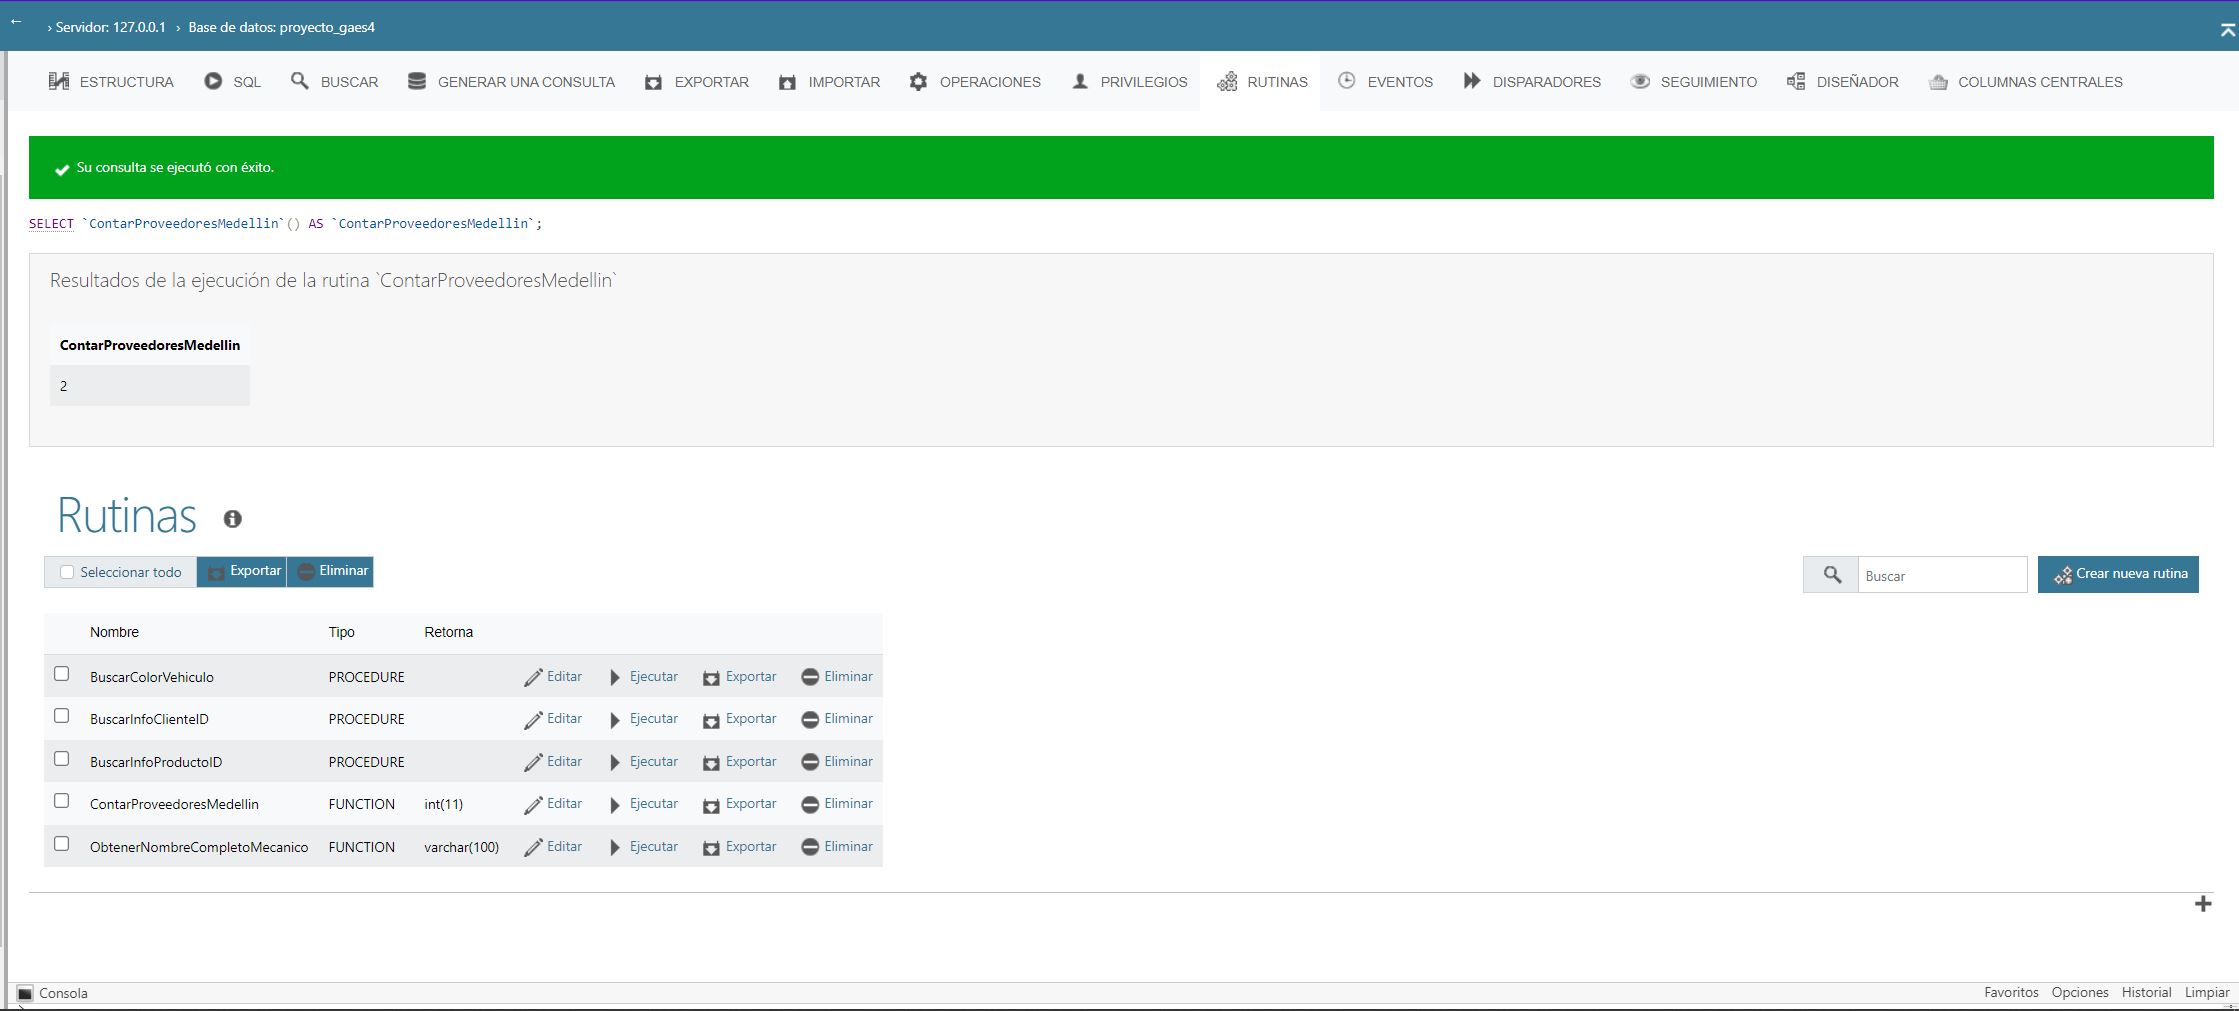 ← › Servidor: 127.0.0.1 › Base de datos: proyecto_gaes4
ESTRUCTURA SQL BUSCAR GENERAR UNA CONSULTA EXPORTAR IMPORTAR OPERACIONES PRIVILEGIOS RUTINAS EVENTOS DISPARADORES SEGUIMIENTO DISEÑADOR COLUMNAS CENTRALES
Su consulta se ejecutó con éxito.
SELECT `ContarProveedoresMedellin`() AS `ContarProveedoresMedellin`;
Resultados de la ejecución de la rutina `ContarProveedoresMedellin`
ContarProveedoresMedellin
2
Rutinas
Seleccionar todo Exportar Eliminar Buscar Crear nueva rutina
Nombre Tipo Retorna
BuscarColorVehiculo PROCEDURE Editar Ejecutar Exportar Eliminar
BuscarInfoClienteID PROCEDURE Editar Ejecutar Exportar Eliminar
BuscarInfoProductoID PROCEDURE Editar Ejecutar Exportar Eliminar
ContarProveedoresMedellin FUNCTION int(11) Editar Ejecutar Exportar Eliminar
ObtenerNombreCompletoMecanico FUNCTION varchar(100) Editar Ejecutar Exportar Eliminar
Consola Favoritos Opciones Historial Limpiar